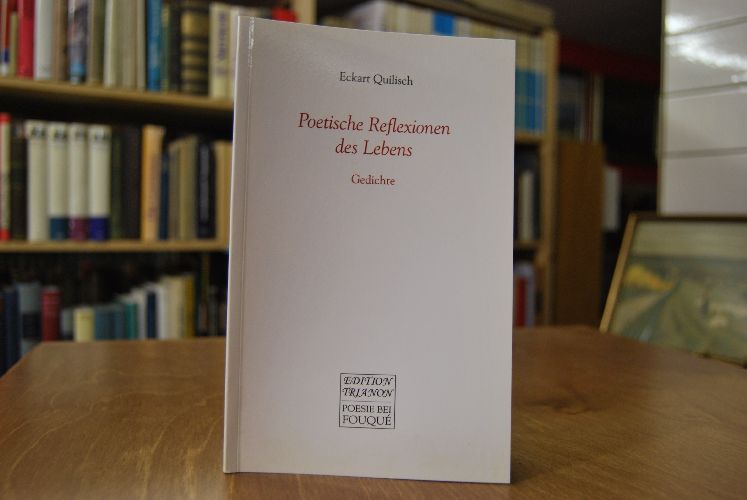 Eckart Quilisch
Poetische Reflexionen
des Lebens
Gedichte
EDITION
TRIANON
POESIE BEI
FOUQUÉ